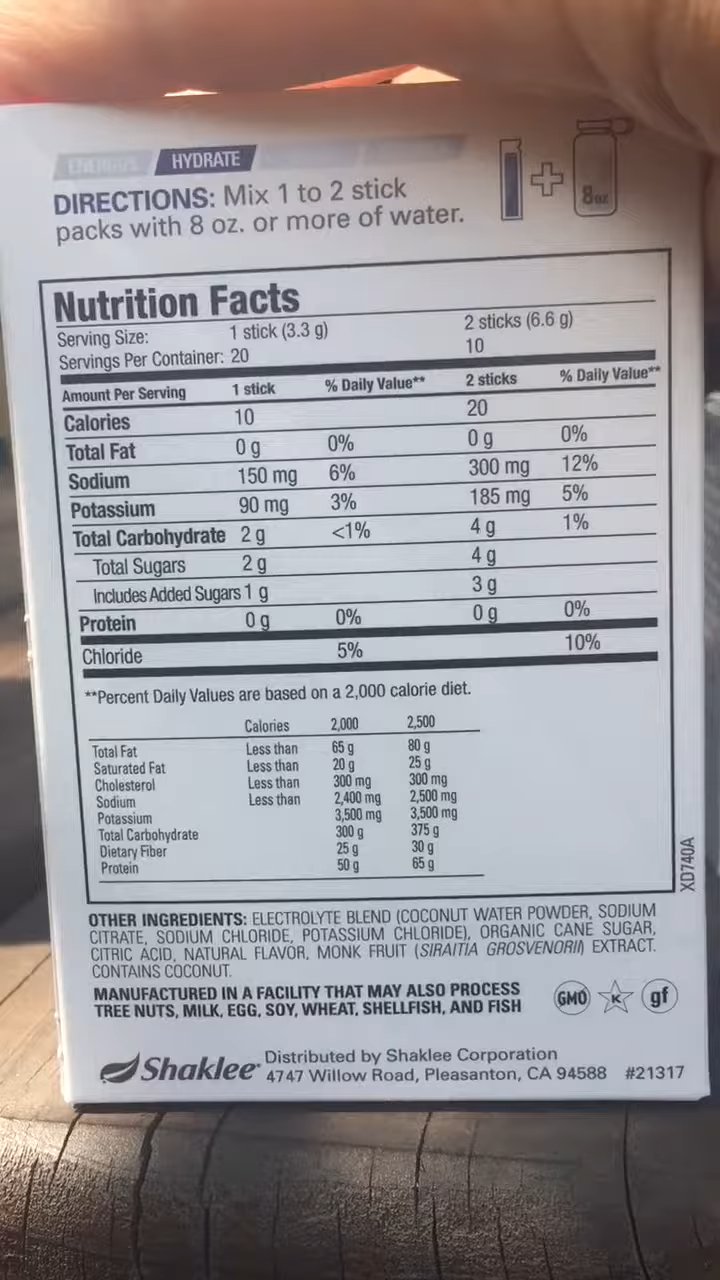 ENERGIZE HYDRATE
DIRECTIONS: Mix 1 to 2 stick
packs with 8 oz. or more of water.
8oz
Nutrition Facts
Serving Size: 1 stick (3.3 g) 2 sticks (6.6 g)
Servings Per Container: 20 10
Amount Per Serving 1 stick % Daily Value** 2 sticks % Daily Value**
Calories 10 20
Total Fat 0 g 0% 0 g 0%
Sodium 150 mg 6% 300 mg 12%
Potassium 90 mg 3% 185 mg 5%
Total Carbohydrate 2 g <1% 4 g 1%
Total Sugars 2 g 4 g
Includes Added Sugars 1 g 3 g
Protein 0 g 0% 0 g 0%
Chloride 5% 10%
**Percent Daily Values are based on a 2,000 calorie diet.
Calories 2,000 2,500
Total Fat Less than 65 g 80 g
Saturated Fat Less than 20 g 25 g
Cholesterol Less than 300 mg 300 mg
Sodium Less than 2,400 mg 2,500 mg
Potassium 3,500 mg 3,500 mg
Total Carbohydrate 300 g 375 g
Dietary Fiber 25 g 30 g
Protein 50 g 65 g
XD740A
OTHER INGREDIENTS: ELECTROLYTE BLEND (COCONUT WATER POWDER, SODIUM
CITRATE, SODIUM CHLORIDE, POTASSIUM CHLORIDE), ORGANIC CANE SUGAR,
CITRIC ACID, NATURAL FLAVOR, MONK FRUIT (SIRAITIA GROSVENORII) EXTRACT.
CONTAINS COCONUT.
MANUFACTURED IN A FACILITY THAT MAY ALSO PROCESS
TREE NUTS, MILK, EGG, SOY, WHEAT, SHELLFISH, AND FISH
GMO K gf
Shaklee Distributed by Shaklee Corporation
4747 Willow Road, Pleasanton, CA 94588 #21317